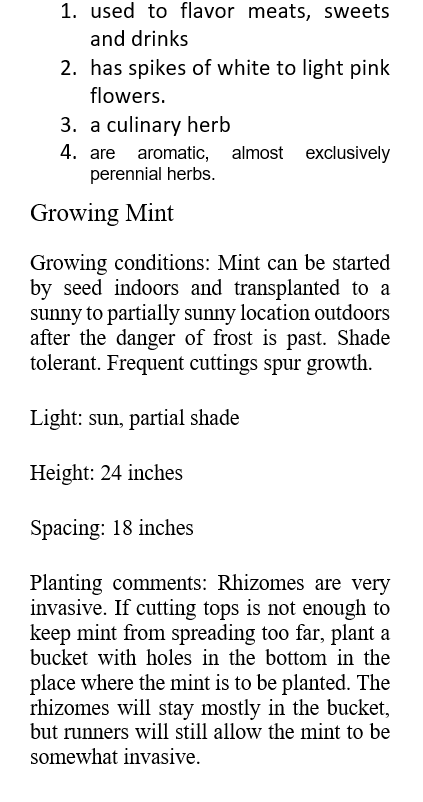 1. used to flavor meats, sweets
and drinks
2. has spikes of white to light pink
flowers.
3. a culinary herb
4. are aromatic, almost exclusively
perennial herbs.
Growing Mint
Growing conditions: Mint can be started
by seed indoors and transplanted to a
sunny to partially sunny location outdoors
after the danger of frost is past. Shade
tolerant. Frequent cuttings spur growth.
Light: sun, partial shade
Height: 24 inches
Spacing: 18 inches
Planting comments: Rhizomes are very
invasive. If cutting tops is not enough to
keep mint from spreading too far, plant a
bucket with holes in the bottom in the
place where the mint is to be planted. The
rhizomes will stay mostly in the bucket,
but runners will still allow the mint to be
somewhat invasive.